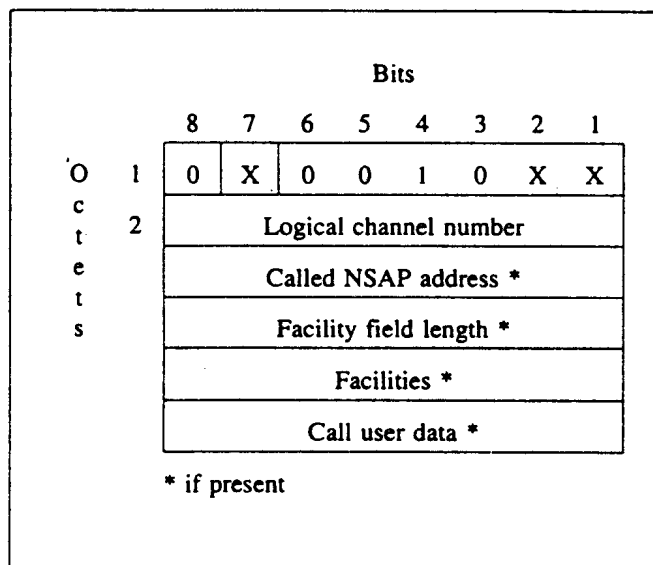 Bits
8 7 6 5 4 3 2 1
Octets
1 0 X 0 0 1 0 X X
2 Logical channel number
Called NSAP address *
Facility field length *
Facilities *
Call user data *
* if present